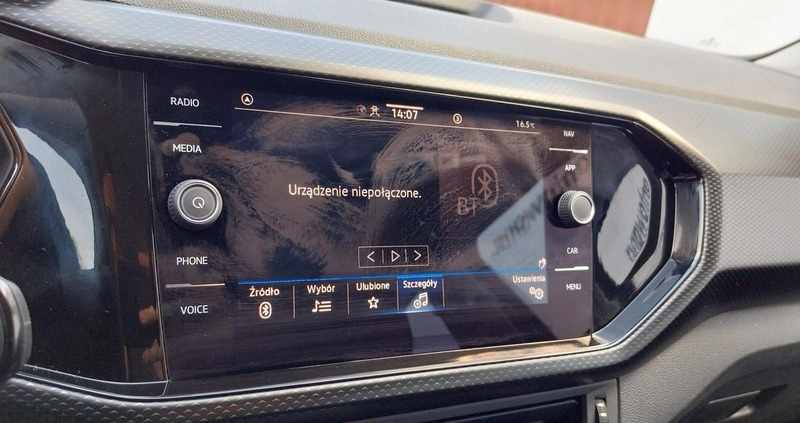 RADIO
MEDIA
PHONE
VOICE
14:07
3
16.5°C
Urządzenie niepołączone.
BT
Źródło
Wybór
Ulubione
Szczegóły
Ustawienia
NAV
APP
CAR
MENU